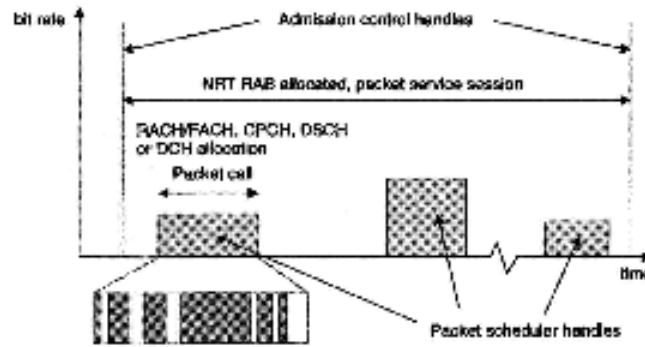 bit rate
Admission control handles
NRT RAB allocated, packet service session
RACH/FACH, CPCH, DSCH
or DCH allocation
Packet call
time
Packet scheduler handles